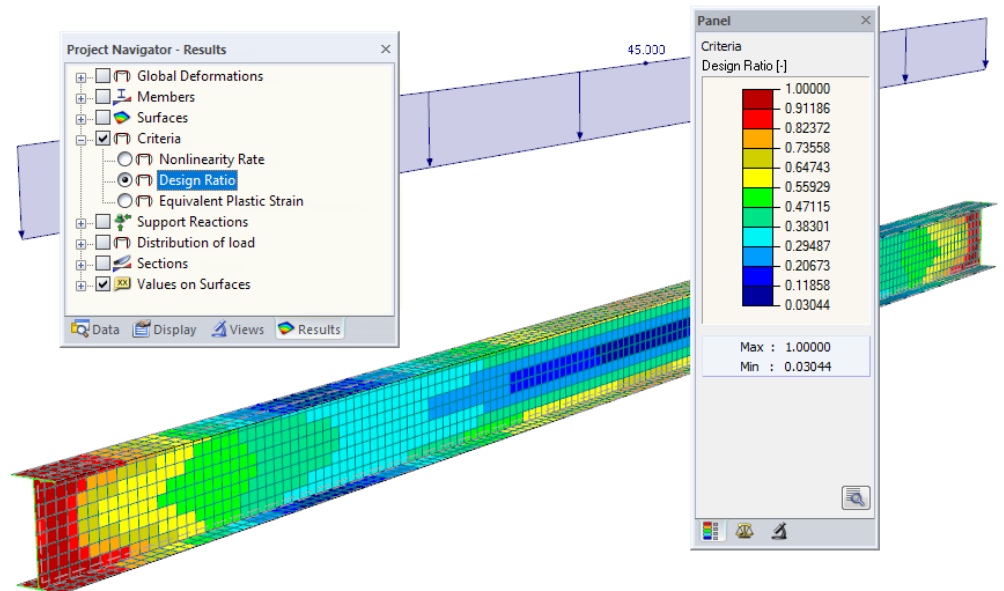 Project Navigator - Results
Global Deformations
Members
Surfaces
Criteria
Nonlinearity Rate
Design Ratio
Equivalent Plastic Strain
Support Reactions
Distribution of load
Sections
xx Values on Surfaces
Data Display Views Results
45.000
Panel
Criteria
Design Ratio [-]
1.00000
0.91186
0.82372
0.73558
0.64743
0.55929
0.47115
0.38301
0.29487
0.20673
0.11858
0.03044
Max : 1.00000
Min : 0.03044